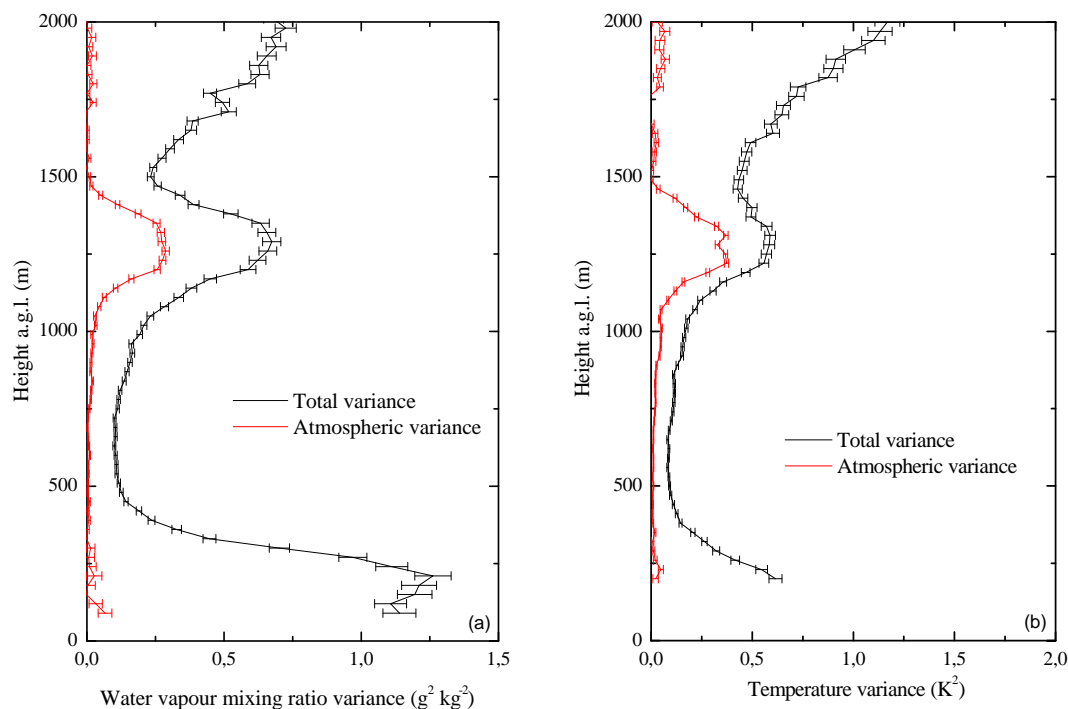 2000
1500
1000
500
0
Height a.g.l. (m)
Total variance
Atmospheric variance
(a)
0,0 0,5 1,0 1,5
Water vapour mixing ratio variance (g² kg⁻²)
2000
1500
1000
500
0
Height a.g.l. (m)
Total variance
Atmospheric variance
(b)
0,0 0,5 1,0 1,5 2,0
Temperature variance (K²)